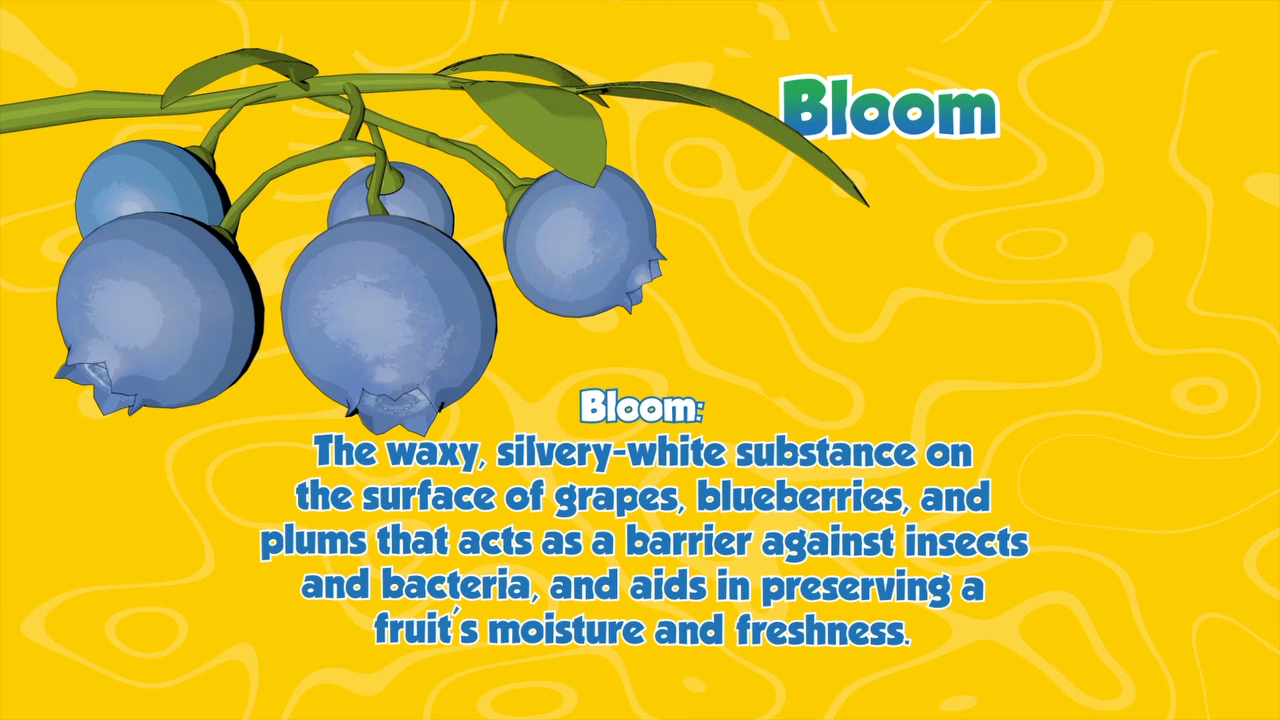 Bloom
Bloom:
The waxy, silvery-white substance on
the surface of grapes, blueberries, and
plums that acts as a barrier against insects
and bacteria, and aids in preserving a
fruit's moisture and freshness.